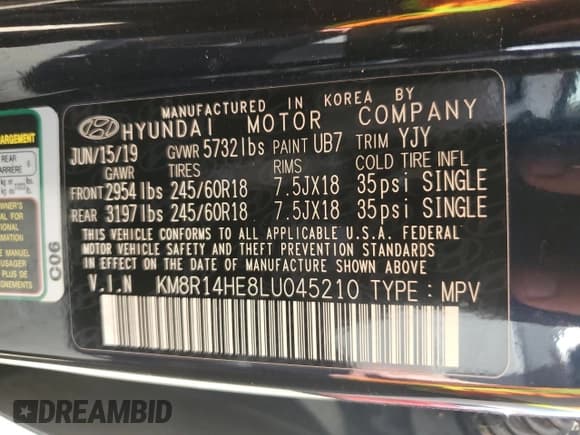 MANUFACTURED IN KOREA BY
HYUNDAI MOTOR COMPANY
JUN/15/19 GVWR 5732lbs PAINT UB7 TRIM YJY
GAWR TIRES RIMS COLD TIRE INFL
FRONT 2954lbs 245/60R18 7.5JX18 35psi SINGLE
REAR 3197lbs 245/60R18 7.5JX18 35psi SINGLE
THIS VEHICLE CONFORMS TO ALL APPLICABLE U.S.A. FEDERAL
MOTOR VEHICLE SAFETY AND THEFT PREVENTION STANDARDS
IN EFFECT ON THE DATE OF MANUFACTURE SHOWN ABOVE.
V.I.N KM8R14HE8LU045210 TYPE : MPV
REAR
C06
DREAMBID